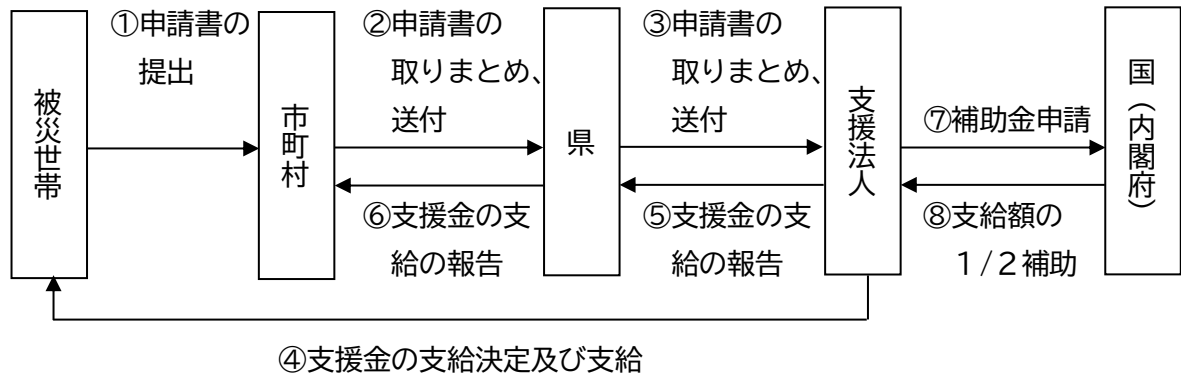 ①申請書の
提出
②申請書の
取りまとめ、
送付
③申請書の
取りまとめ、
送付
被災世帯
市町村
県
支援法人
国（内閣府）
⑦補助金申請
⑥支援金の支
給の報告
⑤支援金の支
給の報告
⑧支給額の
１/２補助
④支援金の支給決定及び支給